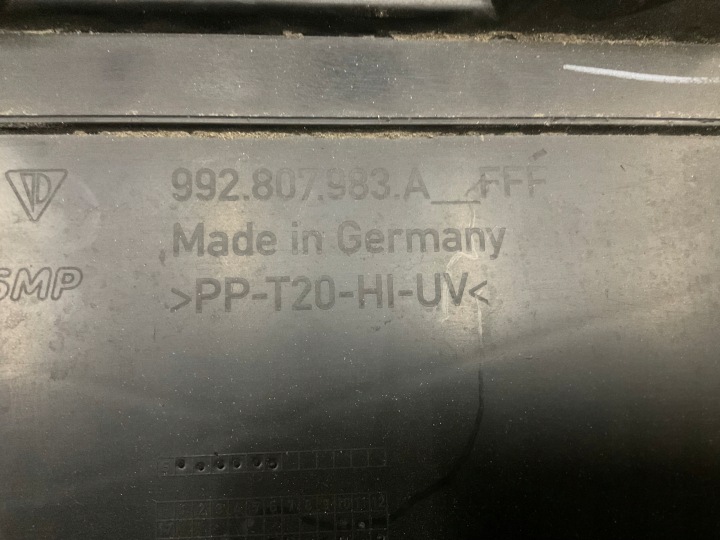 992.807.983.A__FFF
Made in Germany
SMP
>PP-T20-HI-UV<